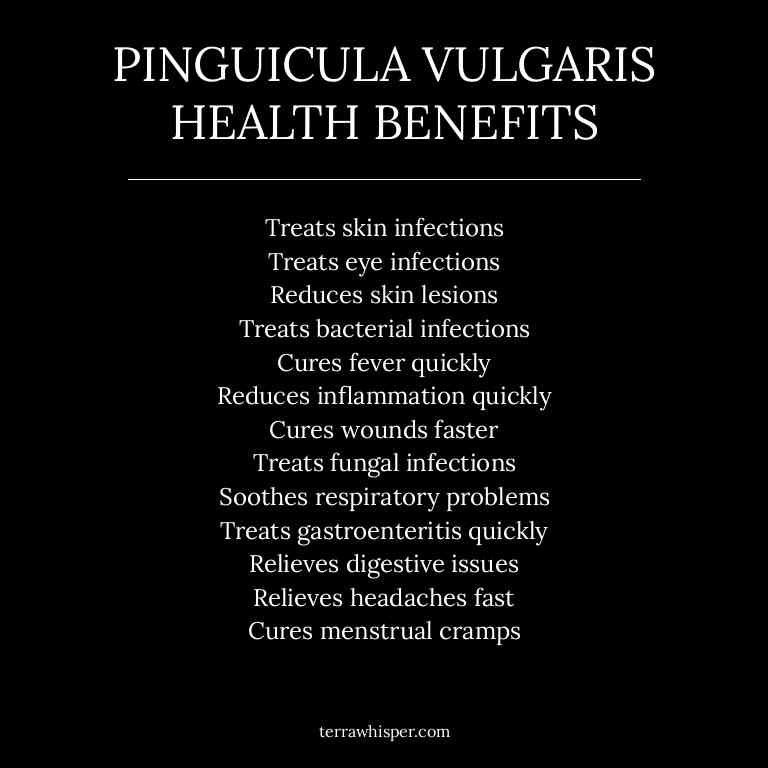 PINGUICULA VULGARIS
HEALTH BENEFITS
Treats skin infections
Treats eye infections
Reduces skin lesions
Treats bacterial infections
Cures fever quickly
Reduces inflammation quickly
Cures wounds faster
Treats fungal infections
Soothes respiratory problems
Treats gastroenteritis quickly
Relieves digestive issues
Relieves headaches fast
Cures menstrual cramps
terrawhisper.com